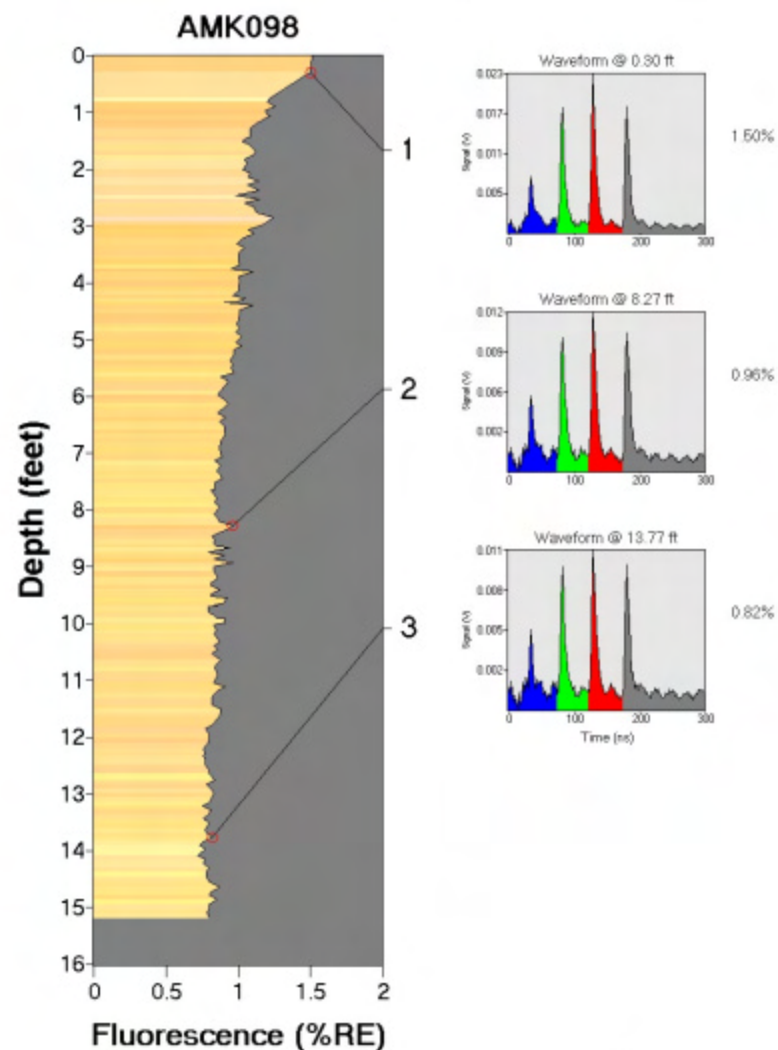 AMK098
0
1
2
3
4
5
6
7
8
9
10
11
12
13
14
15
16
Depth (feet)
0 0.5 1 1.5 2
Fluorescence (%RE)
1
2
3
Waveform @ 0.30 ft
0.023
0.017
0.011
0.005
Signal (V)
0 100 200 300
1.50%
Waveform @ 8.27 ft
0.012
0.009
0.006
0.002
Signal (V)
0 100 200 300
0.96%
Waveform @ 13.77 ft
0.011
0.008
0.005
0.002
Signal (V)
0 100 200 300
Time (ns)
0.82%